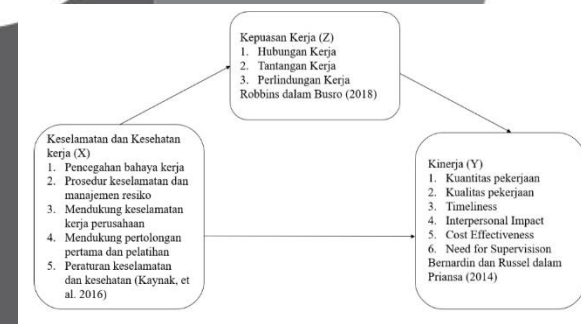 Kepuasan Kerja (Z)
1. Hubungan Kerja
2. Tantangan Kerja
3. Perlindungan Kerja
Robbins dalam Busro (2018)
Keselamatan dan Kesehatan
kerja (X)
1. Pencegahan bahaya kerja
2. Prosedur keselamatan dan
manajemen resiko
3. Mendukung keselamatan
kerja perusahaan
4. Mendukung pertolongan
pertama dan pelatihan
5. Peraturan keselamatan
dan kesehatan (Kaynak, et
al. 2016)
Kinerja (Y)
1. Kuantitas pekerjaan
2. Kualitas pekerjaan
3. Timeliness
4. Interpersonal Impact
5. Cost Effectiveness
6. Need for Supervisison
Bernardin dan Russel dalam
Priansa (2014)